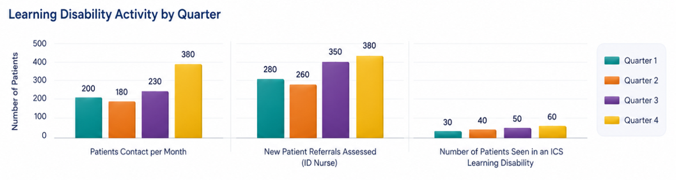 Learning Disability Activity by Quarter
Number of Patients
500
400
300
200
100
0
200
180
230
380
280
260
350
380
30
40
50
60
Patients Contact per Month
New Patient Referrals Assessed
(ID Nurse)
Number of Patients Seen in an ICS
Learning Disability
Quarter 1
Quarter 2
Quarter 3
Quarter 4